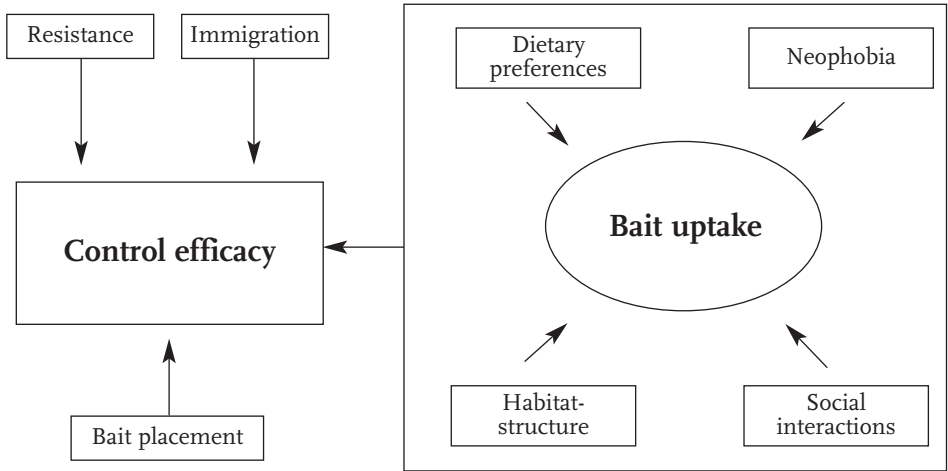 Resistance
Immigration
Dietary
preferences
Neophobia
Control efficacy
Bait uptake
Bait placement
Habitat-
structure
Social
interactions